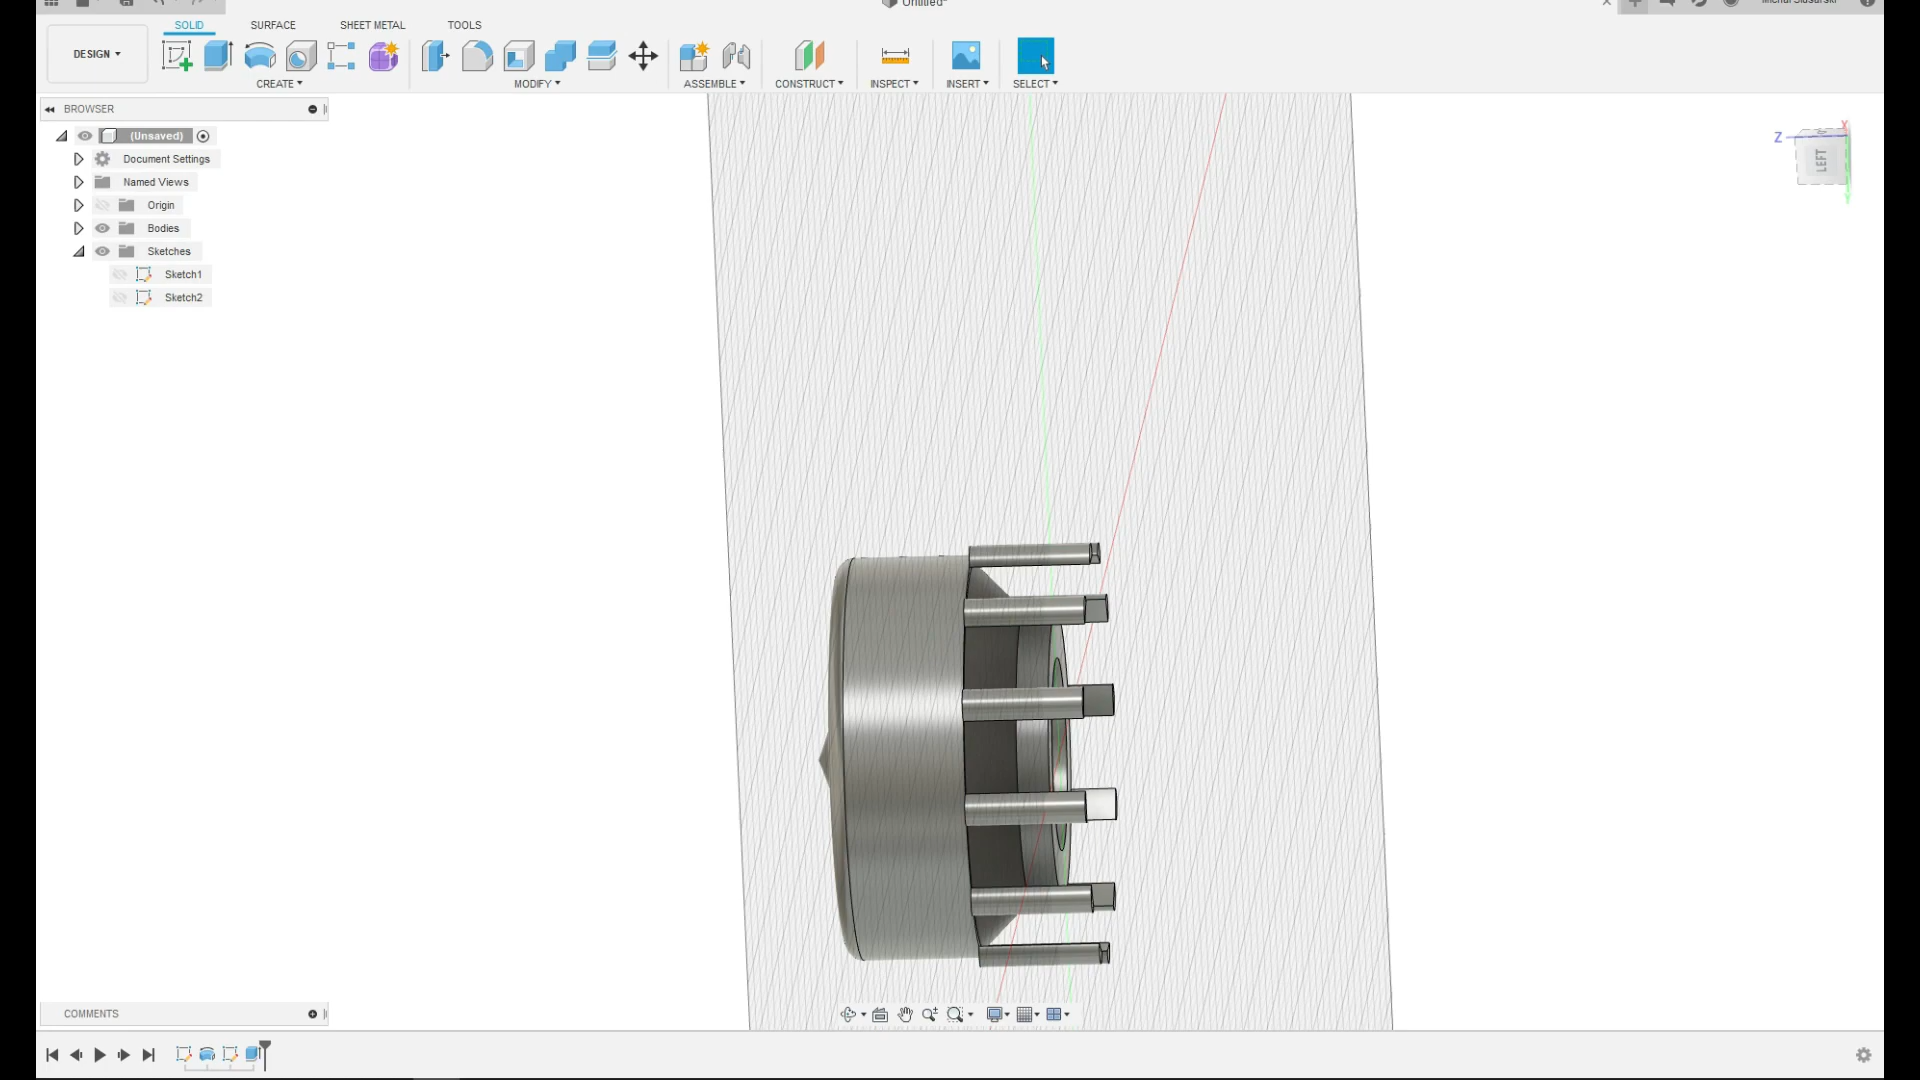 Untitled*
SOLID SURFACE SHEET METAL TOOLS
DESIGN
CREATE MODIFY ASSEMBLE CONSTRUCT INSPECT INSERT SELECT
BROWSER
(Unsaved)
Document Settings
Named Views
Origin
Bodies
Sketches
Sketch1
Sketch2
X
Z
LEFT
Y
COMMENTS